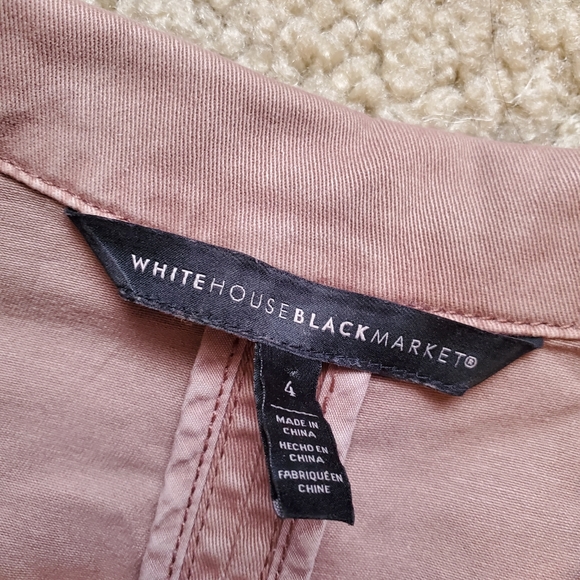 WHITEHOUSEBLACKMARKET®
4
MADE IN
CHINA
HECHO EN
CHINA
FABRIQUÉ EN
CHINE